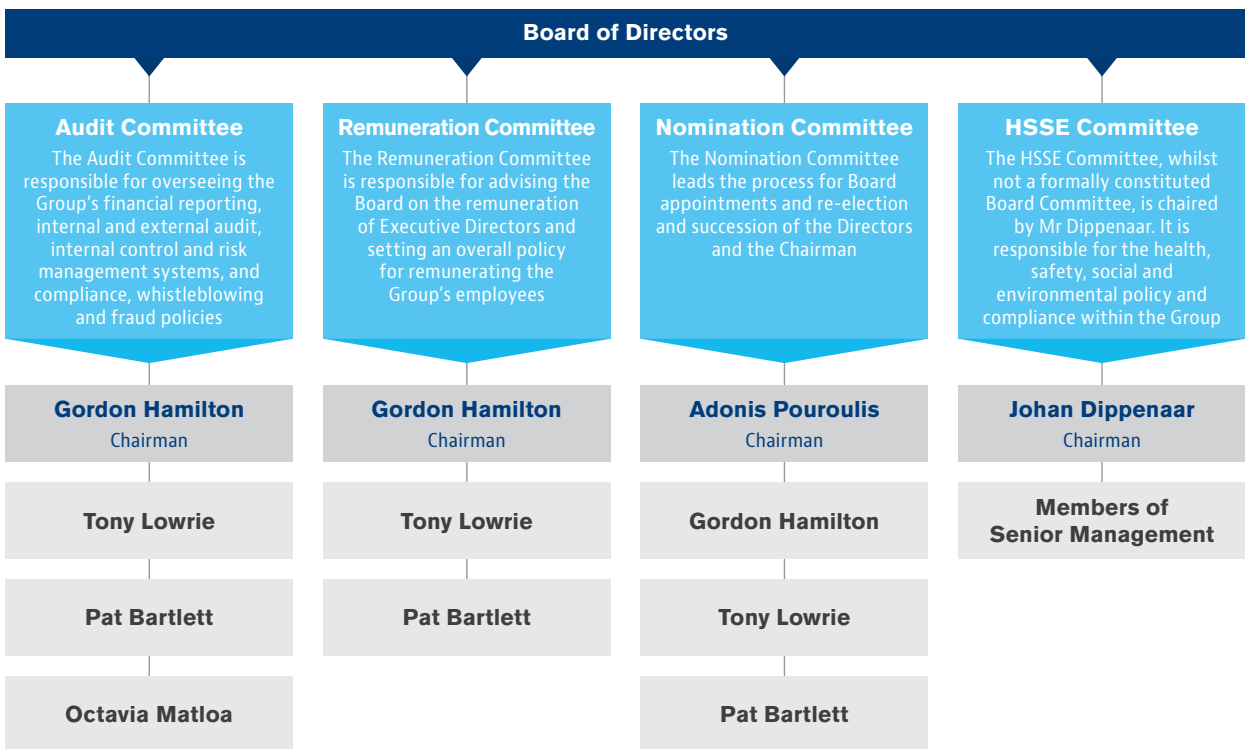 Board of Directors
Audit Committee
The Audit Committee is
responsible for overseeing the
Group's financial reporting,
internal and external audit,
internal control and risk
management systems, and
compliance, whistleblowing
and fraud policies
Gordon Hamilton
Chairman
Tony Lowrie
Pat Bartlett
Octavia Matloa
Remuneration Committee
The Remuneration Committee
is responsible for advising the
Board on the remuneration
of Executive Directors and
setting an overall policy
for remunerating the
Group's employees
Gordon Hamilton
Chairman
Tony Lowrie
Pat Bartlett
Nomination Committee
The Nomination Committee
leads the process for Board
appointments and re-election
and succession of the Directors
and the Chairman
Adonis Pouroulis
Chairman
Gordon Hamilton
Tony Lowrie
Pat Bartlett
HSSE Committee
The HSSE Committee, whilst
not a formally constituted
Board Committee, is chaired
by Mr Dippenaar. It is
responsible for the health,
safety, social and
environmental policy and
compliance within the Group
Johan Dippenaar
Chairman
Members of
Senior Management